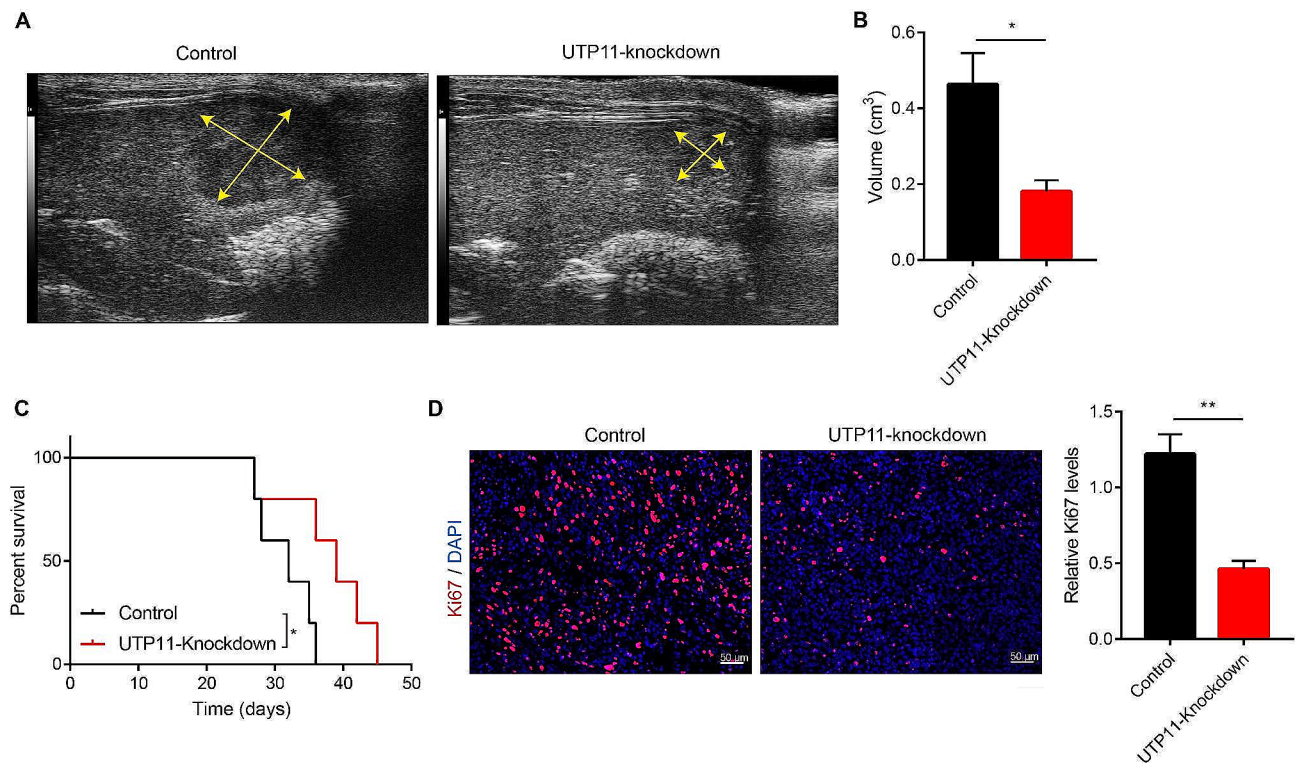 A
Control
UTP11-knockdown
B
Volume (cm³)
0.6
0.4
0.2
0.0
*
Control
UTP11-Knockdown
C
Percent survival
100
50
0
0 10 20 30 40 50
Time (days)
Control
UTP11-Knockdown
*
D
Control
UTP11-knockdown
Ki67 / DAPI
50 µm
50 µm
Relative Ki67 levels
1.5
1.0
0.5
0.0
**
Control
UTP11-Knockdown